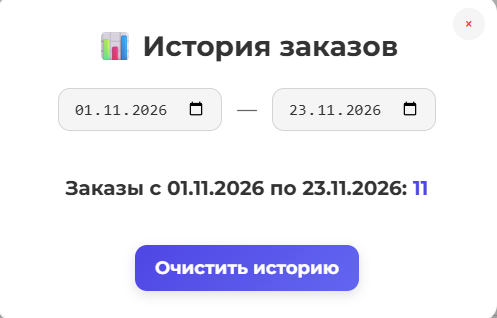 ×
История заказов
01.11.2026 — 23.11.2026
Заказы с 01.11.2026 по 23.11.2026: 11
Очистить историю